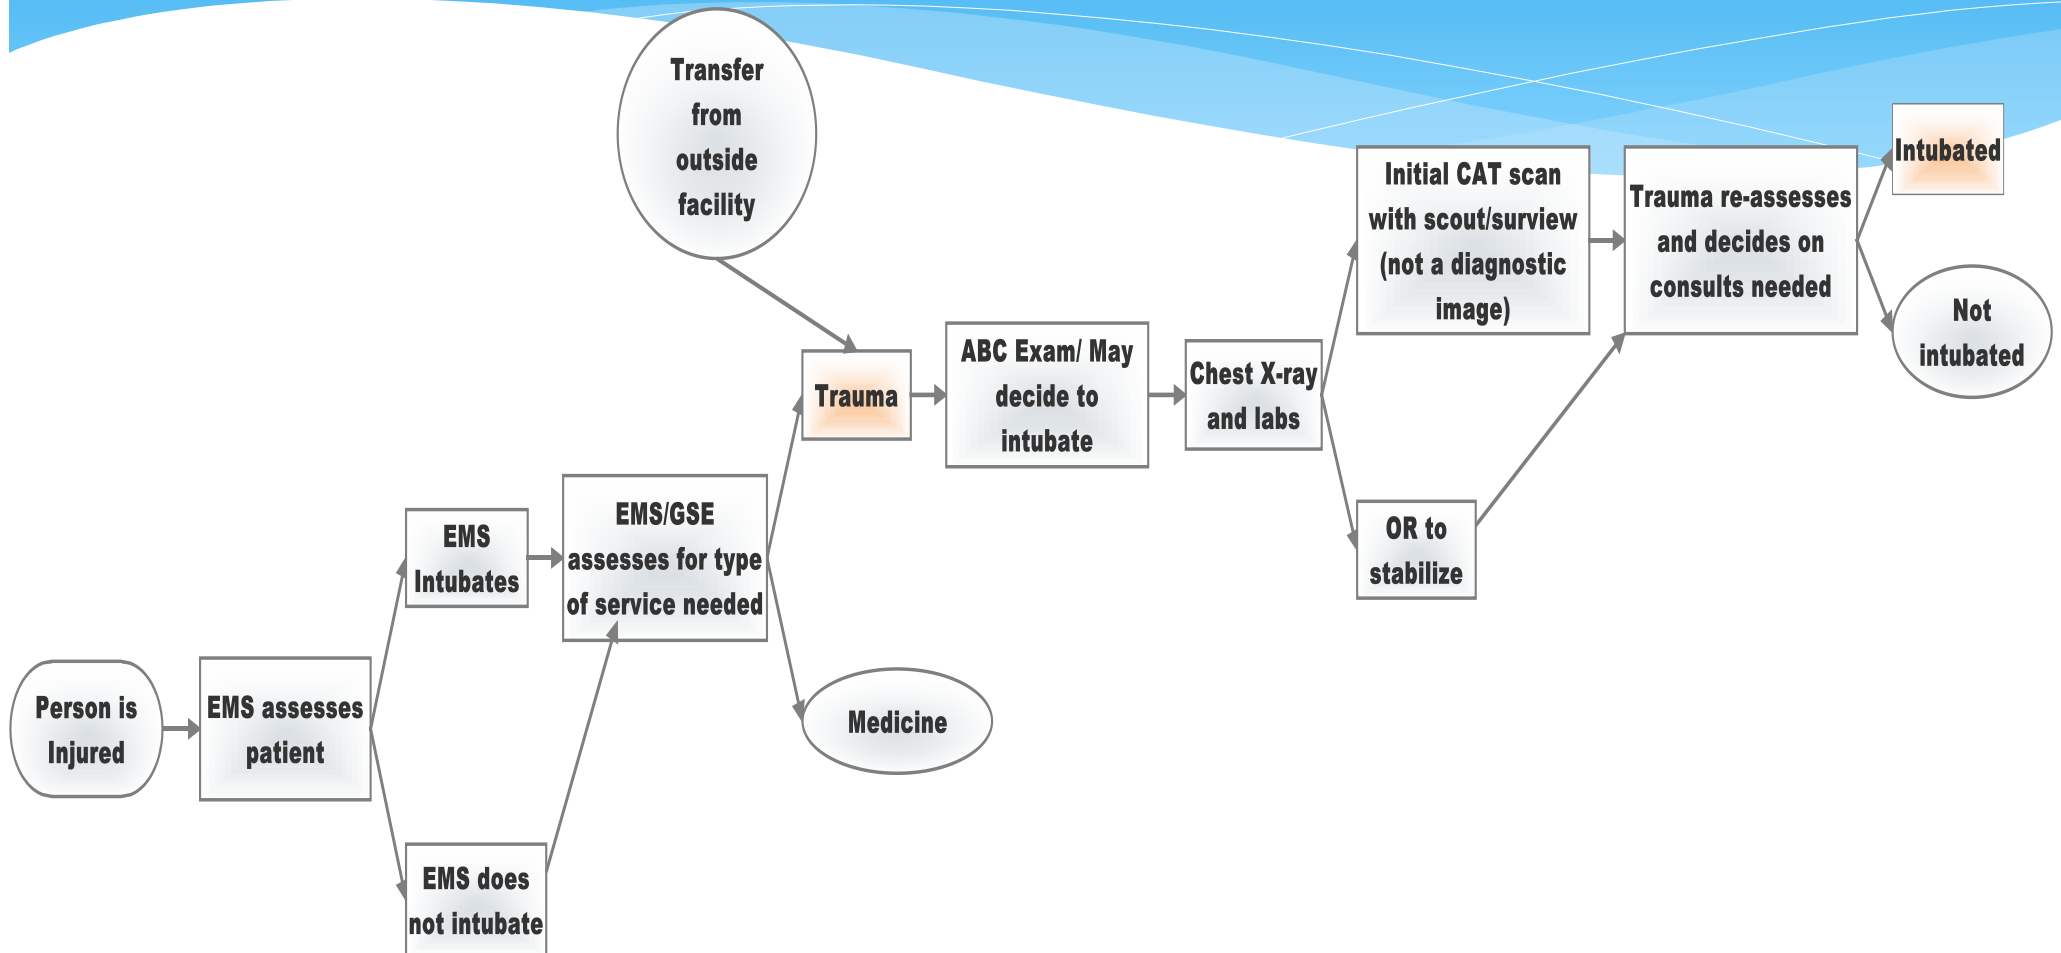 Transfer
from
outside
facility
Intubated
Initial CAT scan
with scout/surview
(not a diagnostic
image)
Trauma re-assesses
and decides on
consults needed
Not
intubated
Trauma
ABC Exam/ May
decide to
intubate
Chest X-ray
and labs
EMS
Intubates
EMS/GSE
assesses for type
of service needed
OR to
stabilize
Person is
Injured
EMS assesses
patient
Medicine
EMS does
not intubate